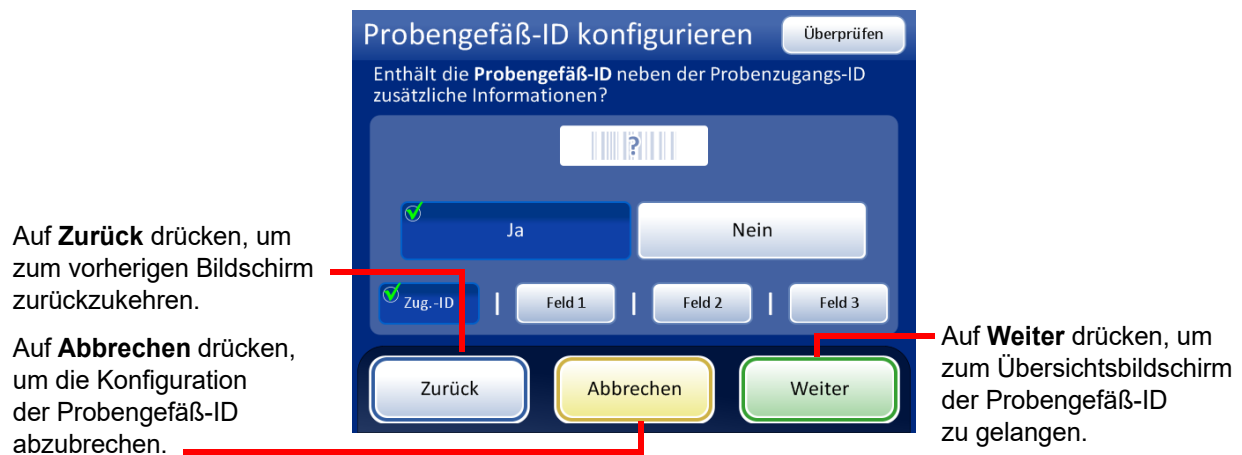 Probengefäß-ID konfigurieren
Überprüfen
Enthält die Probengefäß-ID neben der Probenzugangs-ID
zusätzliche Informationen?
?
Ja
Nein
Zug.-ID | Feld 1 | Feld 2 | Feld 3
Zurück
Abbrechen
Weiter
Auf Zurück drücken, um
zum vorherigen Bildschirm
zurückzukehren.
Auf Abbrechen drücken,
um die Konfiguration
der Probengefäß-ID
abzubrechen.
Auf Weiter drücken, um
zum Übersichtsbildschirm
der Probengefäß-ID
zu gelangen.